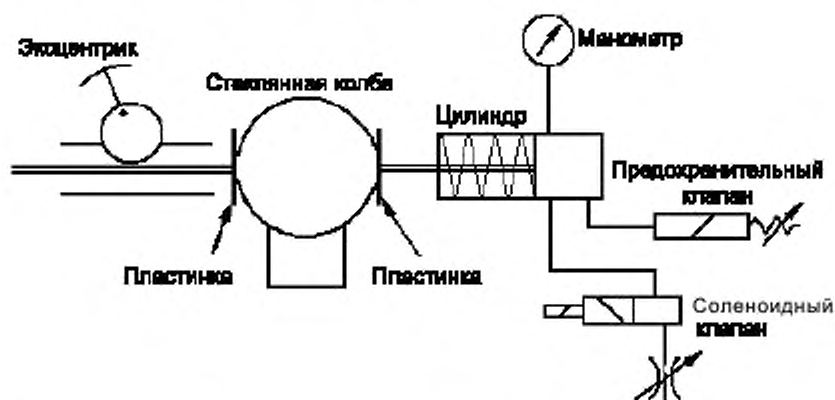 Манометр
Эксцентрик
Стеклянная колба
Цилиндр
Предохранительный
клапан
Пластинка
Пластинка
Соленоидный
клапан